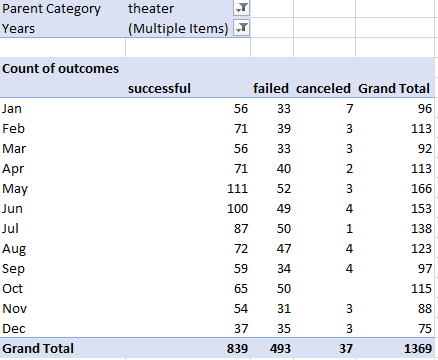 Parent Category theater
Years (Multiple Items)
Count of outcomes
successful failed canceled Grand Total
Jan 56 33 7 96
Feb 71 39 3 113
Mar 56 33 3 92
Apr 71 40 2 113
May 111 52 3 166
Jun 100 49 4 153
Jul 87 50 1 138
Aug 72 47 4 123
Sep 59 34 4 97
Oct 65 50 115
Nov 54 31 3 88
Dec 37 35 3 75
Grand Total 839 493 37 1369